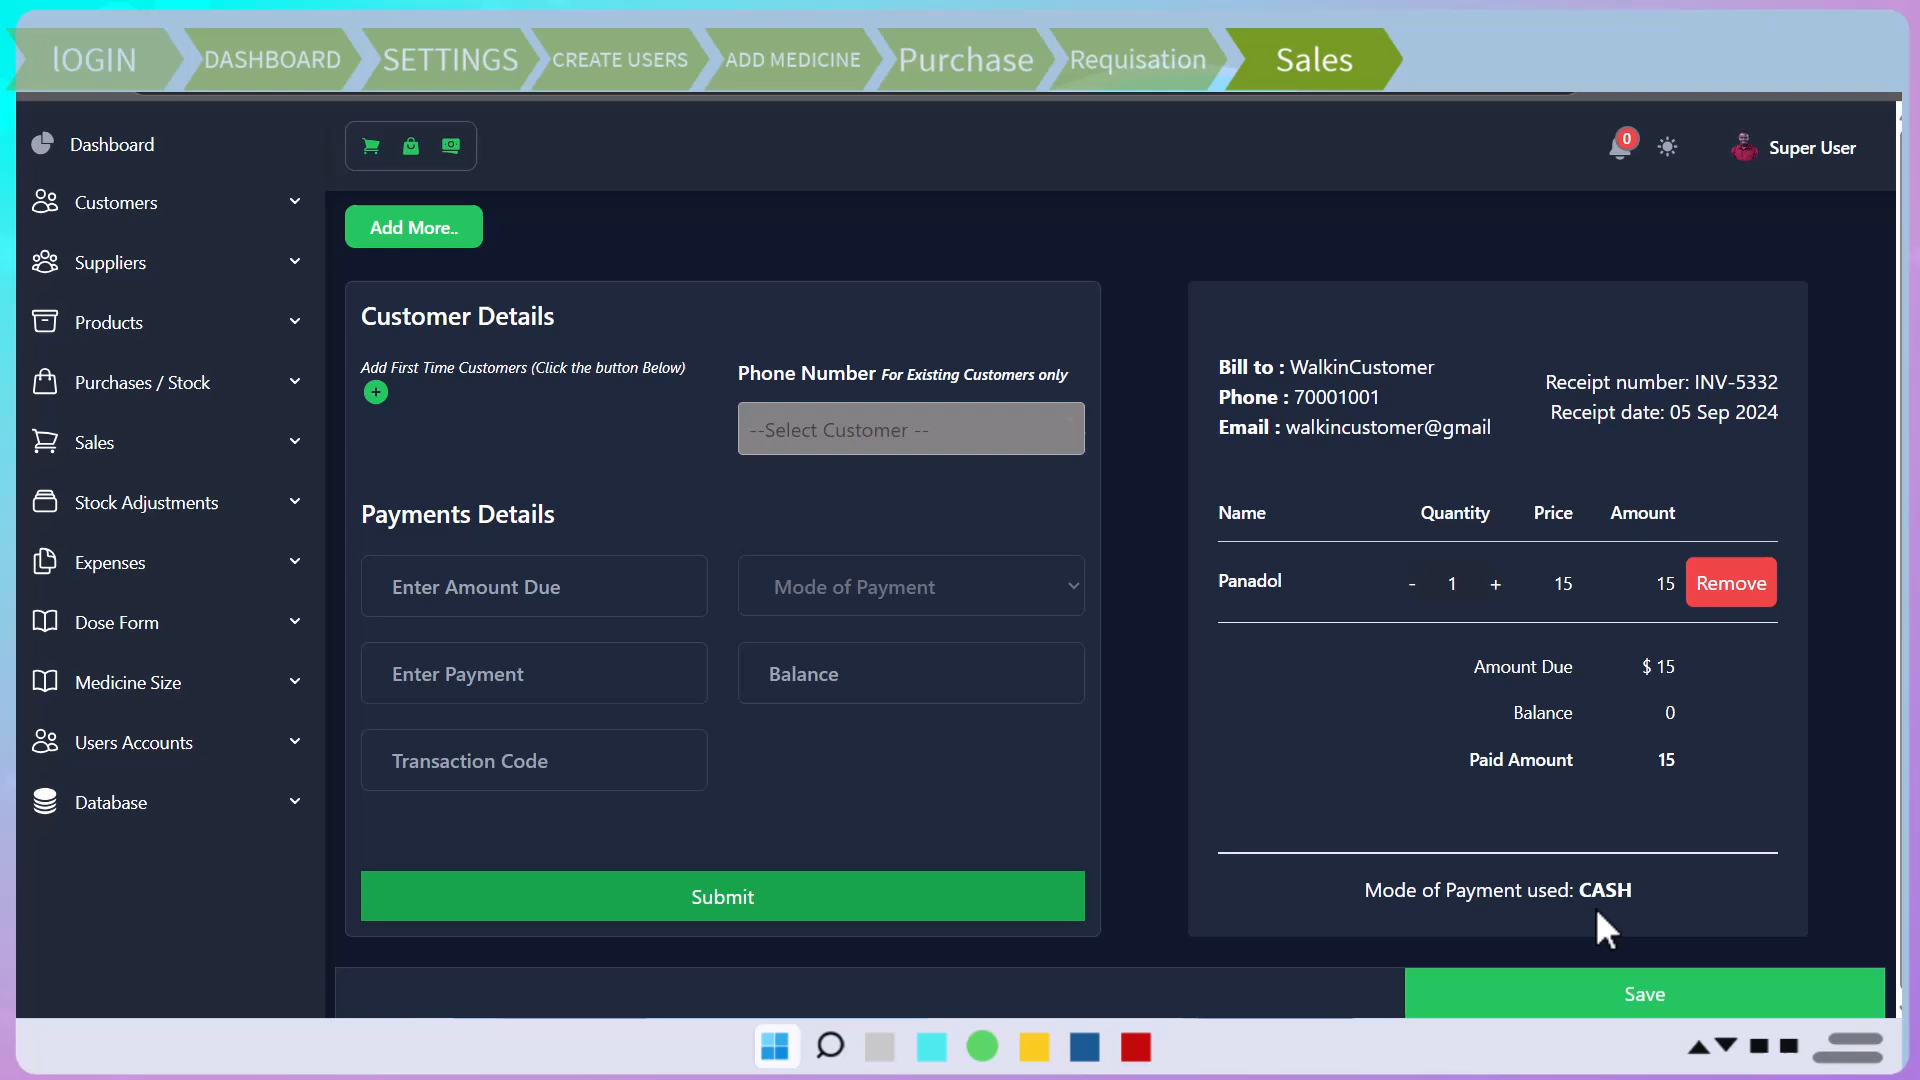 lOGIN
DASHBOARD
SETTINGS
CREATE USERS
ADD MEDICINE
Purchase
Requisation
Sales
Dashboard
Customers
Suppliers
Products
Purchases / Stock
Sales
Stock Adjustments
Expenses
Dose Form
Medicine Size
Users Accounts
Database
0
Super User
Add More..
Customer Details
Add First Time Customers (Click the button Below)
Phone Number For Existing Customers only
--Select Customer --
Payments Details
Enter Amount Due
Mode of Payment
Enter Payment
Balance
Transaction Code
Submit
Bill to : WalkinCustomer
Phone : 70001001
Email : walkincustomer@gmail
Receipt number: INV-5332
Receipt date: 05 Sep 2024
Name Quantity Price Amount
Panadol - 1 + 15 15 Remove
Amount Due $ 15
Balance 0
Paid Amount 15
Mode of Payment used: CASH
Save